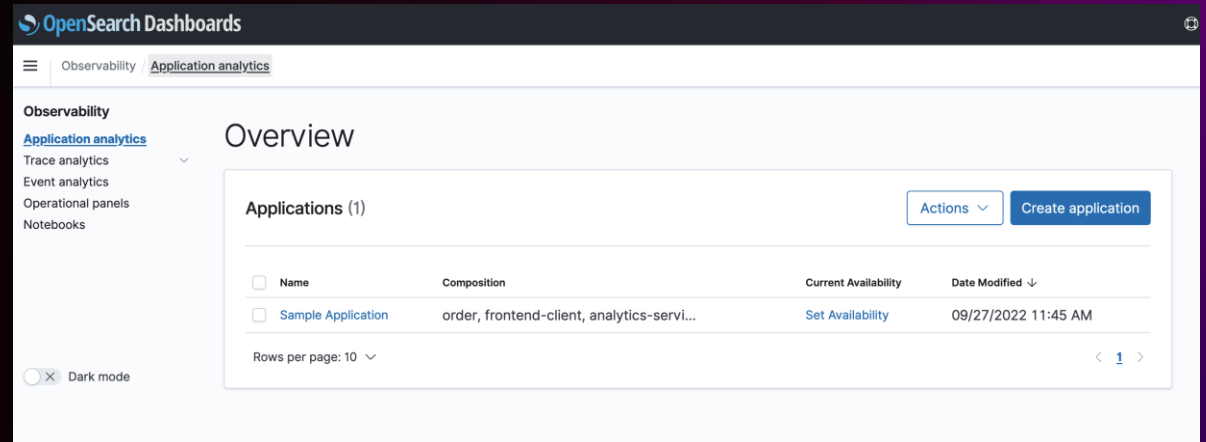 OpenSearch Dashboards
Observability / Application analytics
Observability
Application analytics
Trace analytics
Event analytics
Operational panels
Notebooks
Dark mode
Overview
Applications (1)
Actions
Create application
Name Composition Current Availability Date Modified
Sample Application order, frontend-client, analytics-servi... Set Availability 09/27/2022 11:45 AM
Rows per page: 10
1